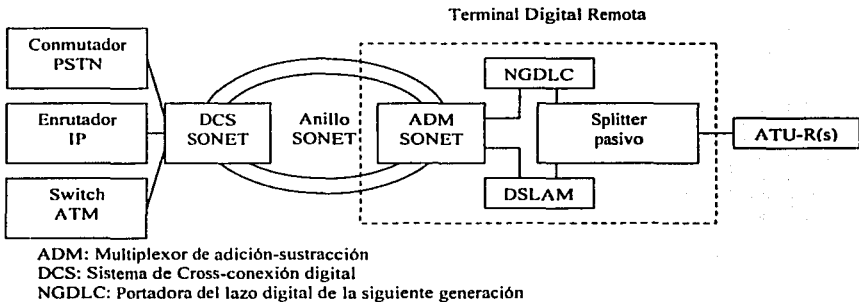 Terminal Digital Remota
Conmutador
PSTN
Enrutador
IP
Switch
ATM
DCS
SONET
Anillo
SONET
ADM
SONET
NGDLC
Splitter
pasivo
DSLAM
ATU-R(s)
ADM: Multiplexor de adición-sustracción
DCS: Sistema de Cross-conexión digital
NGDLC: Portadora del lazo digital de la siguiente generación